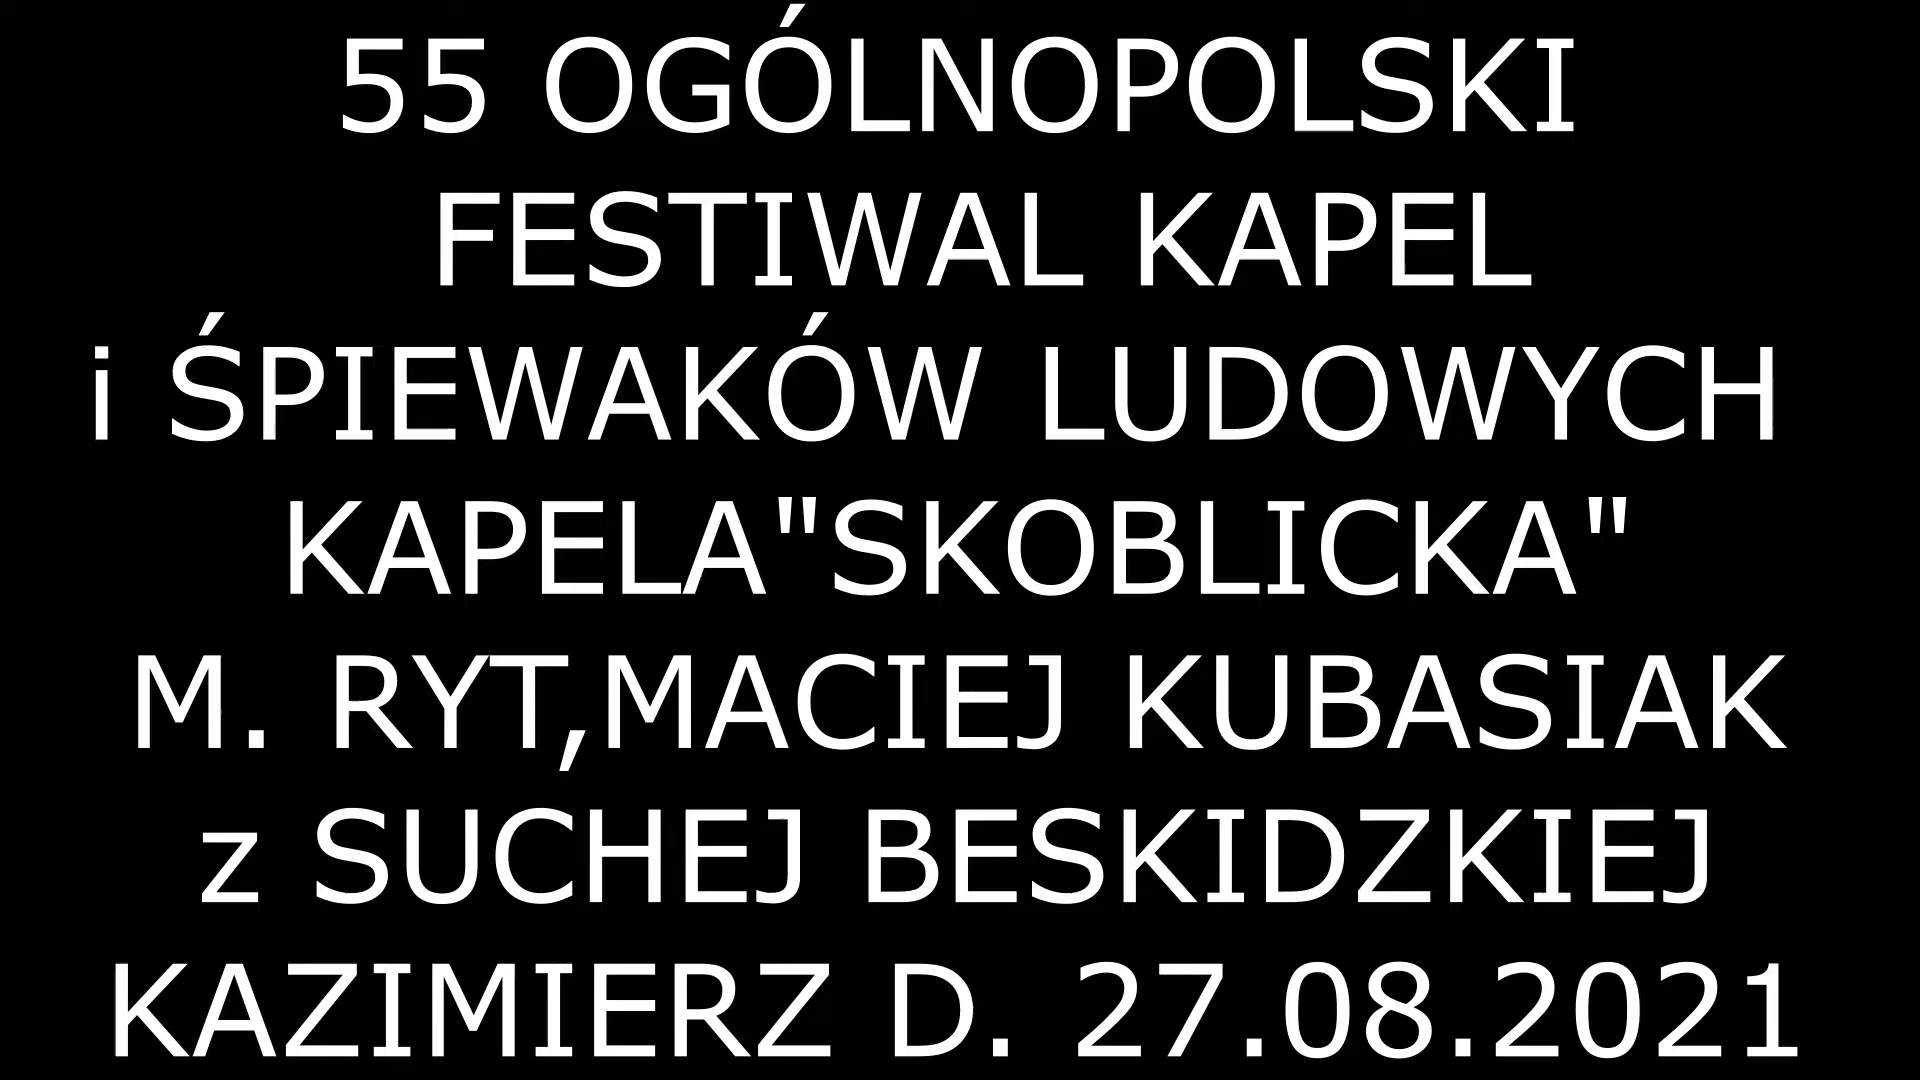 55 OGÓLNOPOLSKI
FESTIWAL KAPEL
i ŚPIEWAKÓW LUDOWYCH
KAPELA"SKOBLICKA"
M. RYT,MACIEJ KUBASIAK
z SUCHEJ BESKIDZKIEJ
KAZIMIERZ D. 27.08.2021